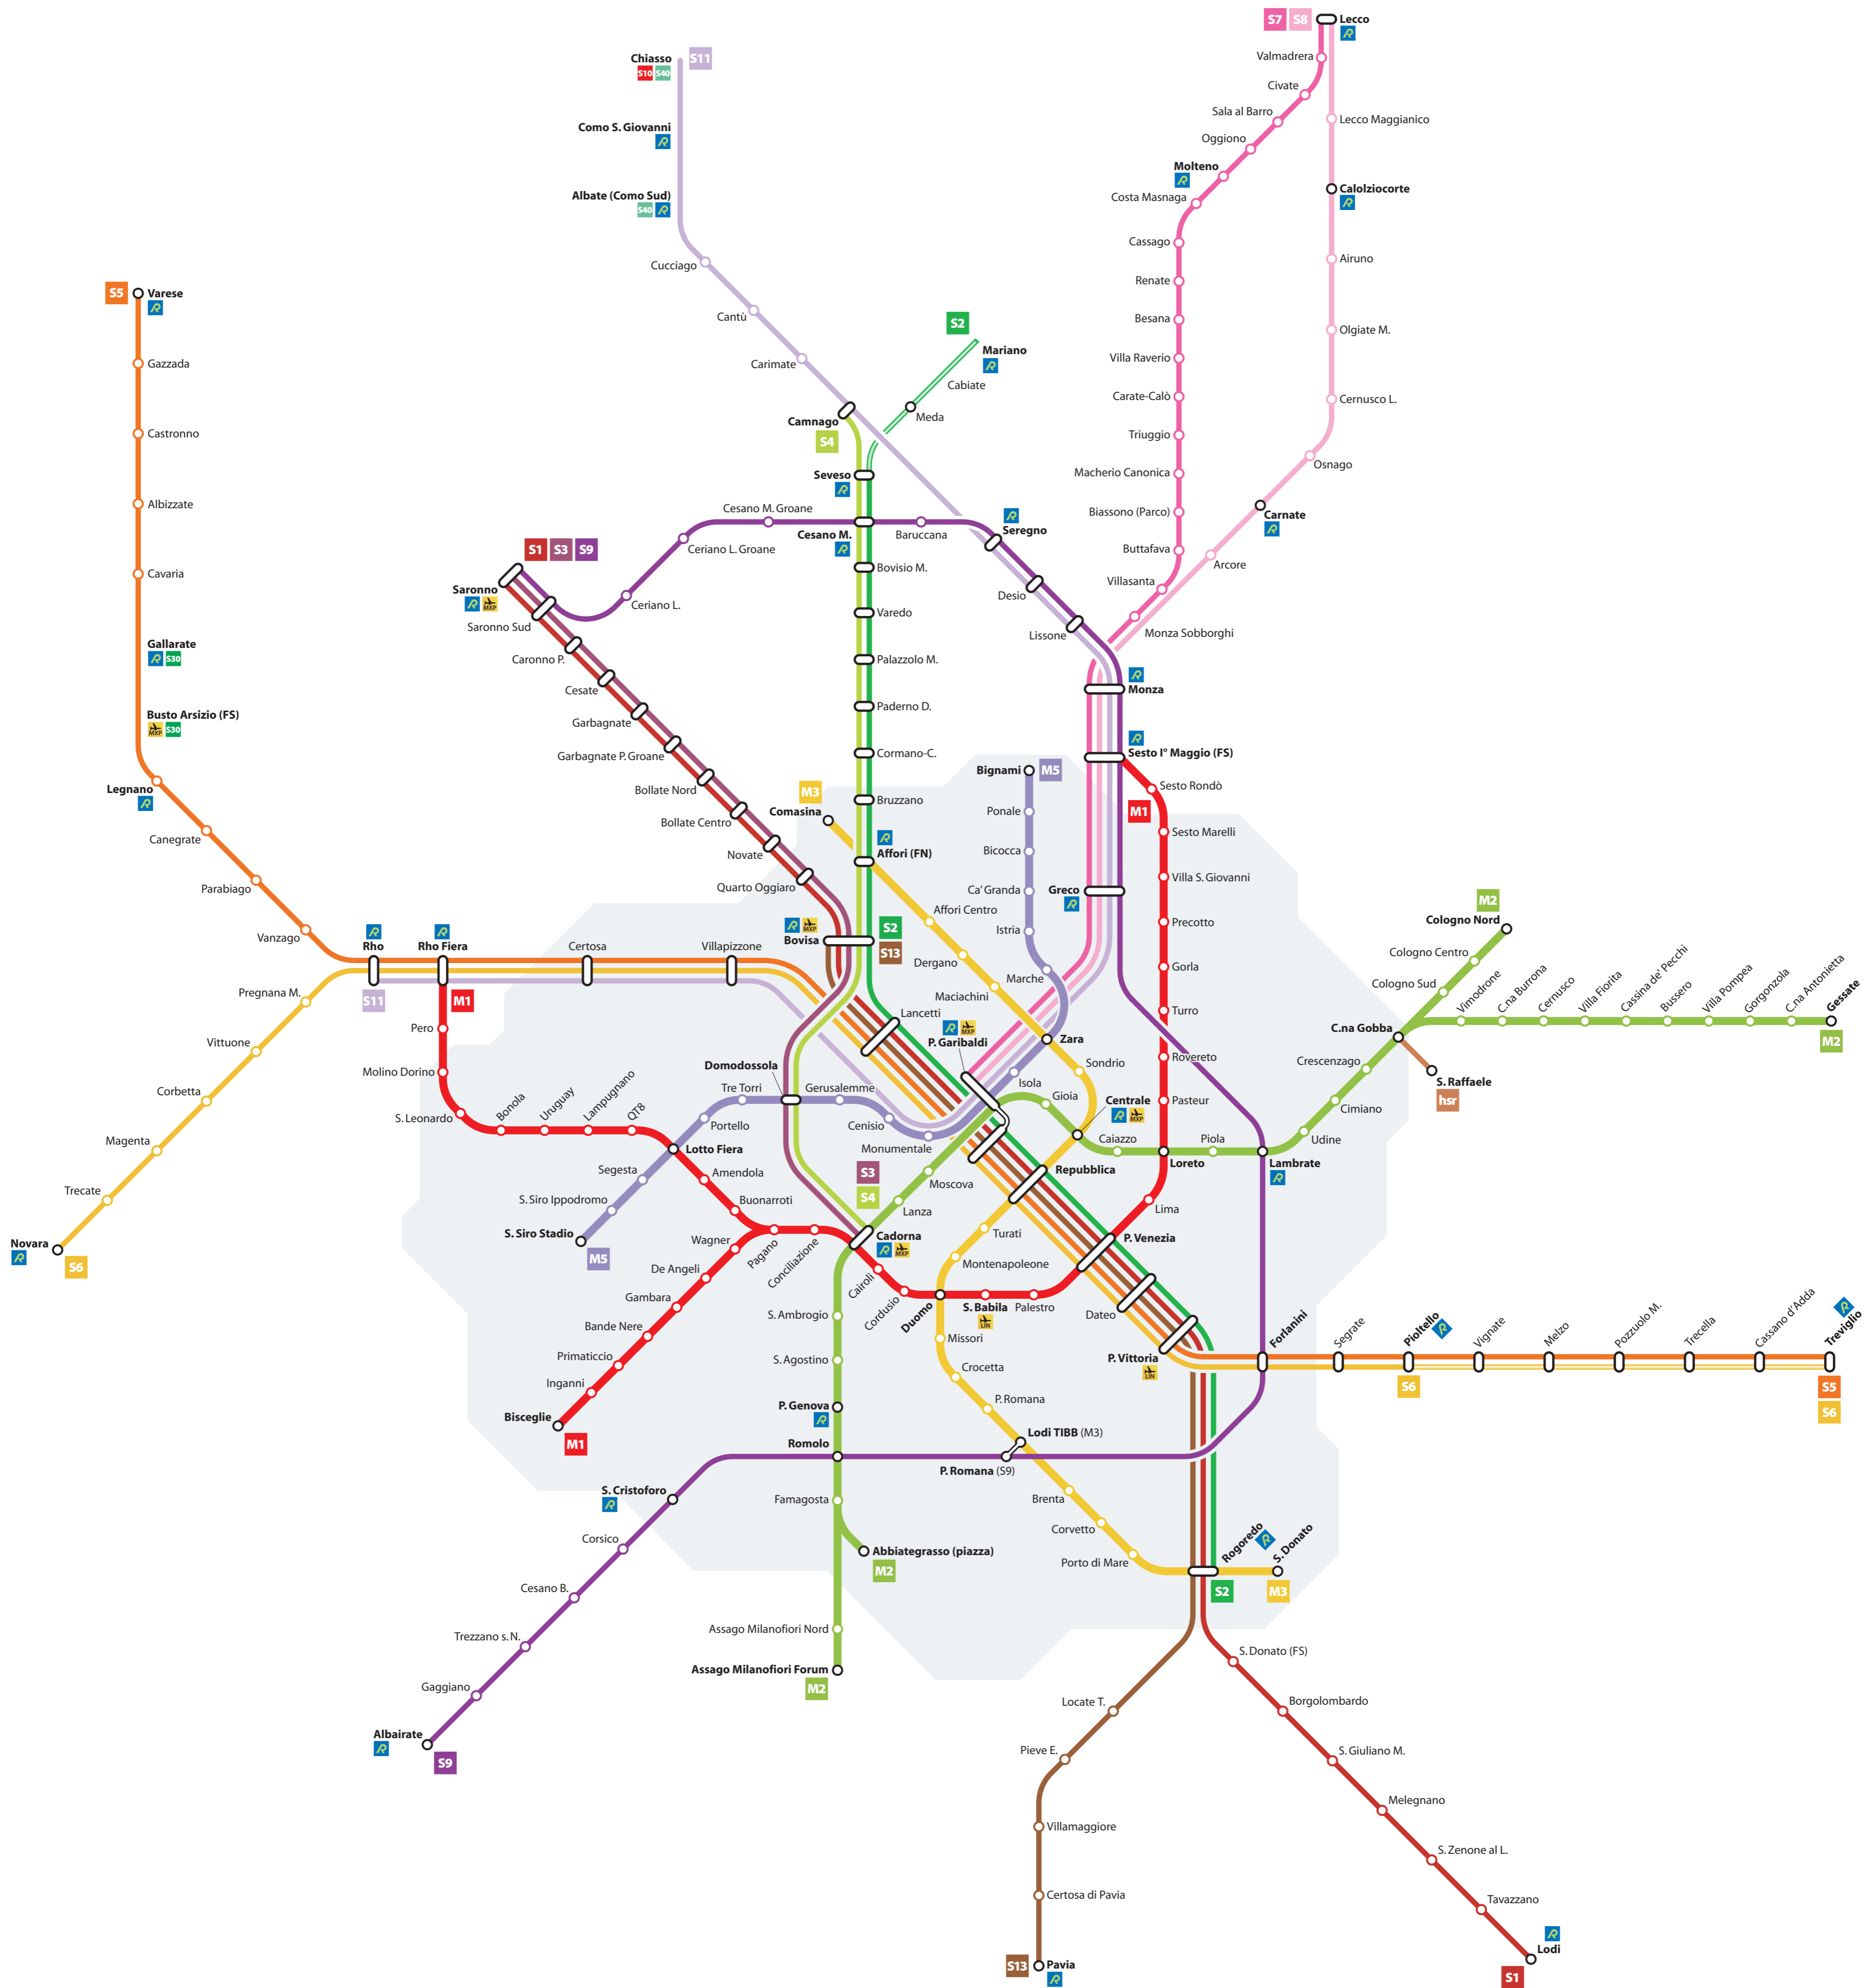 S7 S8 Lecco
Valmadrera
Civate
Sala al Barro
Oggiono
Molteno
Costa Masnaga
Cassago
Renate
Besana
Villa Raverio
Carate-Calò
Triuggio
Macherio Canonica
Biassono (Parco)
Buttafava
Villasanta
Monza Sobborghi
Lecco Maggianico
Calolziocorte
Airuno
Olgiate M.
Cernusco L.
Osnago
Carnate
Arcore
Chiasso S11
S10 S40
Como S. Giovanni
Albate (Como Sud)
S40
Cucciago
Cantù
Carimate
Camnago
S4
S2
Mariano
Cabiate
Meda
Seveso
Cesano M. Groane
Cesano M.
Baruccana
Seregno
Desio
Lissone
Monza
Ceriano L. Groane
Ceriano L.
S1 S3 S9
Saronno
MXP
Saronno Sud
Caronno P.
Cesate
Garbagnate
Garbagnate P. Groane
Bollate Nord
Bollate Centro
Novate
Quarto Oggiaro
Bovisio M.
Varedo
Palazzolo M.
Paderno D.
Cormano-C.
Bruzzano
Affori (FN)
S5 Varese
Gazzada
Castronno
Albizzate
Cavaria
Gallarate
S30
Busto Arsizio (FS)
MXP S30
Legnano
Canegrate
Parabiago
Vanzago
Rho
S11
Rho Fiera
M1
Certosa
Villapizzone
MXP
Bovisa
S2
S13
Pregnana M.
Vittuone
Corbetta
Magenta
Trecate
Novara
S6
Pero
Molino Dorino
S. Leonardo
Bonola
Uruguay
Lampugnano
QT8
Lotto Fiera
Amendola
Buonarroti
Pagano
Conciliazione
Wagner
De Angeli
Gambara
Bande Nere
Primaticcio
Inganni
Bisceglie
M1
Cadorna
MXP
S3
S4
Cairoli
Cordusio
Duomo
S. Babila
LIN
Palestro
P. Venezia
Lima
Loreto
Pasteur
Rovereto
Turro
Gorla
Precotto
Villa S. Giovanni
Sesto Marelli
Sesto Rondò
M1
Sesto I° Maggio (FS)
Greco
Bignami M5
Ponale
Bicocca
Ca' Granda
Istria
Marche
Zara
Isola
P. Garibaldi
MXP
Monumentale
Cenisio
Gerusalemme
Domodossola
Tre Torri
Portello
Segesta
S. Siro Ippodromo
S. Siro Stadio
M5
M3
Comasina
Affori Centro
Dergano
Maciachini
Sondrio
Centrale
MXP
Repubblica
Turati
Montenapoleone
Missori
Crocetta
P. Romana
Lodi TIBB (M3)
P. Romana (S9)
Brenta
Corvetto
Porto di Mare
Rogoredo
S2
S. Donato
M3
Lancetti
Dateo
P. Vittoria
LIN
Gioia
Caiazzo
Piola
Lambrate
Udine
Cimiano
Crescenzago
C.na Gobba
S. Raffaele
hsr
Cologno Sud
Cologno Centro
Cologno Nord
M2
Vimodrone
C.na Burrona
Cernusco
Villa Fiorita
Cassina de' Pecchi
Bussero
Villa Pompea
Gorgonzola
C.na Antonietta
Gessate
M2
Moscova
Lanza
S. Ambrogio
S. Agostino
P. Genova
Romolo
Famagosta
Abbiategrasso (piazza)
M2
Assago Milanofiori Nord
Assago Milanofiori Forum
M2
Forlanini
Segrate
Pioltello
S6
Vignate
Melzo
Pozzuolo M.
Trecella
Cassano d'Adda
Treviglio
S5
S6
S. Cristoforo
Corsico
Cesano B.
Trezzano s. N.
Gaggiano
Albairate
S9
Locate T.
Pieve E.
Villamaggiore
Certosa di Pavia
S13 Pavia
S. Donato (FS)
Borgolombardo
S. Giuliano M.
Melegnano
S. Zenone al L.
Tavazzano
Lodi
S1